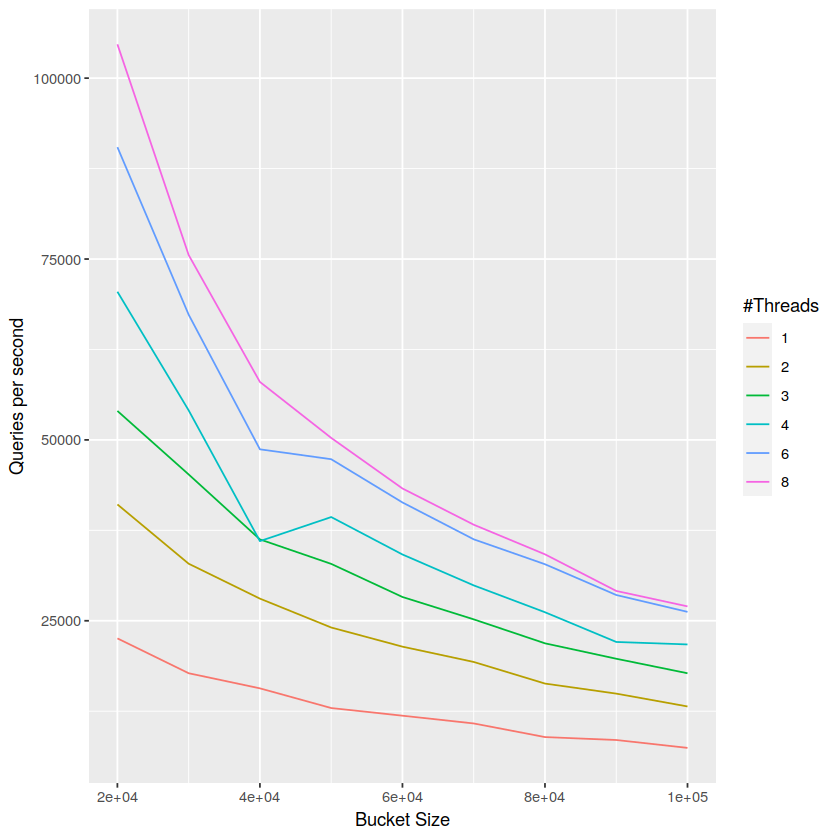 100000
75000
50000
25000
Queries per second
2e+04
4e+04
6e+04
8e+04
1e+05
Bucket Size
#Threads
1
2
3
4
6
8